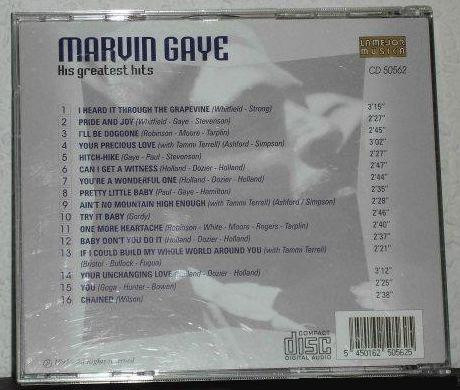 MARVIN GAYE
His greatest hits
LA MEJOR
MUSICA
CD 50562
1 I HEARD IT THROUGH THE GRAPEVINE (Whitfield - Strong) 3'15"
2 PRIDE AND JOY (Whitfield - Gaye - Stevenson) 2'27"
3 I'LL BE DOGGONE (Robinson - Moore - Tarplin) 2'45"
4 YOUR PRECIOUS LOVE (with Tammi Terrell) (Ashford - Simpson) 3'02"
5 HITCH-HIKE (Gaye - Paul - Stevenson) 2'27"
6 CAN I GET A WITNESS (Holland - Dozier - Holland) 2'47"
7 YOU'RE A WONDERFUL ONE (Holland - Dozier - Holland) 2'44"
8 PRETTY LITTLE BABY (Paul - Gaye - Hamilton) 2'35"
9 AIN'T NO MOUNTAIN HIGH ENOUGH (with Tammi Terrell) (Ashford / Simpson) 2'28"
10 TRY IT BABY (Gordy) 2'46"
11 ONE MORE HEARTACHE (Robinson - White - Moore - Rogers - Tarplin) 2'40"
12 BABY DON'T YOU DO IT (Holland - Dozier - Holland) 2'37"
13 IF I COULD BUILD MY WHOLE WORLD AROUND YOU (with Tammi Terrell) 2'21"
(Bristol - Bullock - Fuqua)
14 YOUR UNCHANGING LOVE (Holland - Dozier - Holland) 3'12"
15 YOU (Goga - Hunter - Bowen) 2'25"
16 CHAINED (Wilson) 2'38"
COMPACT
disc
DIGITAL AUDIO
5 450162 505625